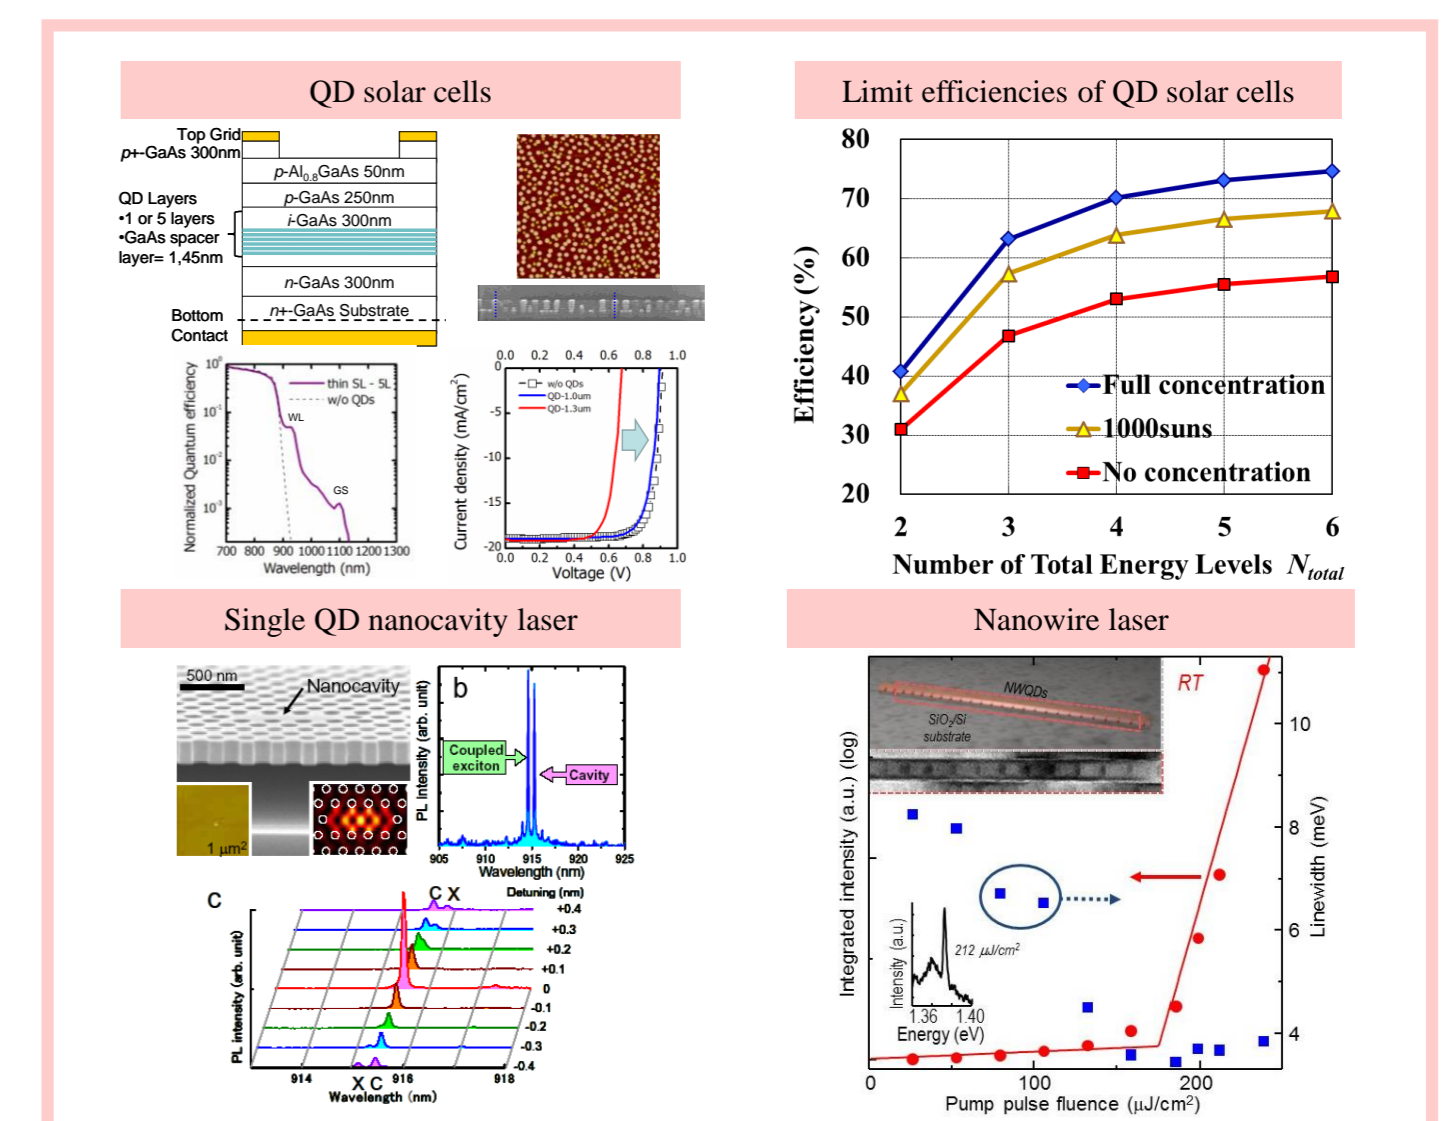 QD solar cells
Top Grid
p+-GaAs 300nm
p-Al0.8GaAs 50nm
QD Layers
p-GaAs 250nm
•1 or 5 layers
i-GaAs 300nm
•GaAs spacer
layer= 1,45nm
n-GaAs 300nm
n+-GaAs Substrate
Bottom
Contact
10^0
10^-1
10^-2
10^-3
Normalized Quantum efficiency
thin SL - 5L
w/o QDs
WL
GS
700 800 900 1000 1100 1200 1300
Wavelength (nm)
0.0 0.2 0.4 0.6 0.8 1.0
0
-5
-10
-15
-20
Current density (mA/cm²)
w/o QDs
QD-1.0um
QD-1.3um
0.0 0.2 0.4 0.6 0.8 1.0
Voltage (V)
Limit efficiencies of QD solar cells
80
70
60
50
40
30
20
Efficiency (%)
Full concentration
1000suns
No concentration
2 3 4 5 6
Number of Total Energy Levels Ntotal
Single QD nanocavity laser
500 nm
Nanocavity
1 μm²
b
PL Intensity (arb. unit)
Coupled
exciton
Cavity
905 910 915 920 925
Wavelength (nm)
C
PL intensity (arb. unit)
C X
Detuning (nm)
+0.4
+0.3
+0.2
+0.1
0
-0.1
-0.2
-0.3
-0.4
914 916 918
X C
Wavelength (nm)
Nanowire laser
RT
NWQDs
SiO2/Si
substrate
Integrated intensity (a.u.) (log)
10
8
6
4
Linewidth (meV)
Intensity (a.u.)
212 μJ/cm²
1.36 1.40
Energy (eV)
0 100 200
Pump pulse fluence (μJ/cm²)